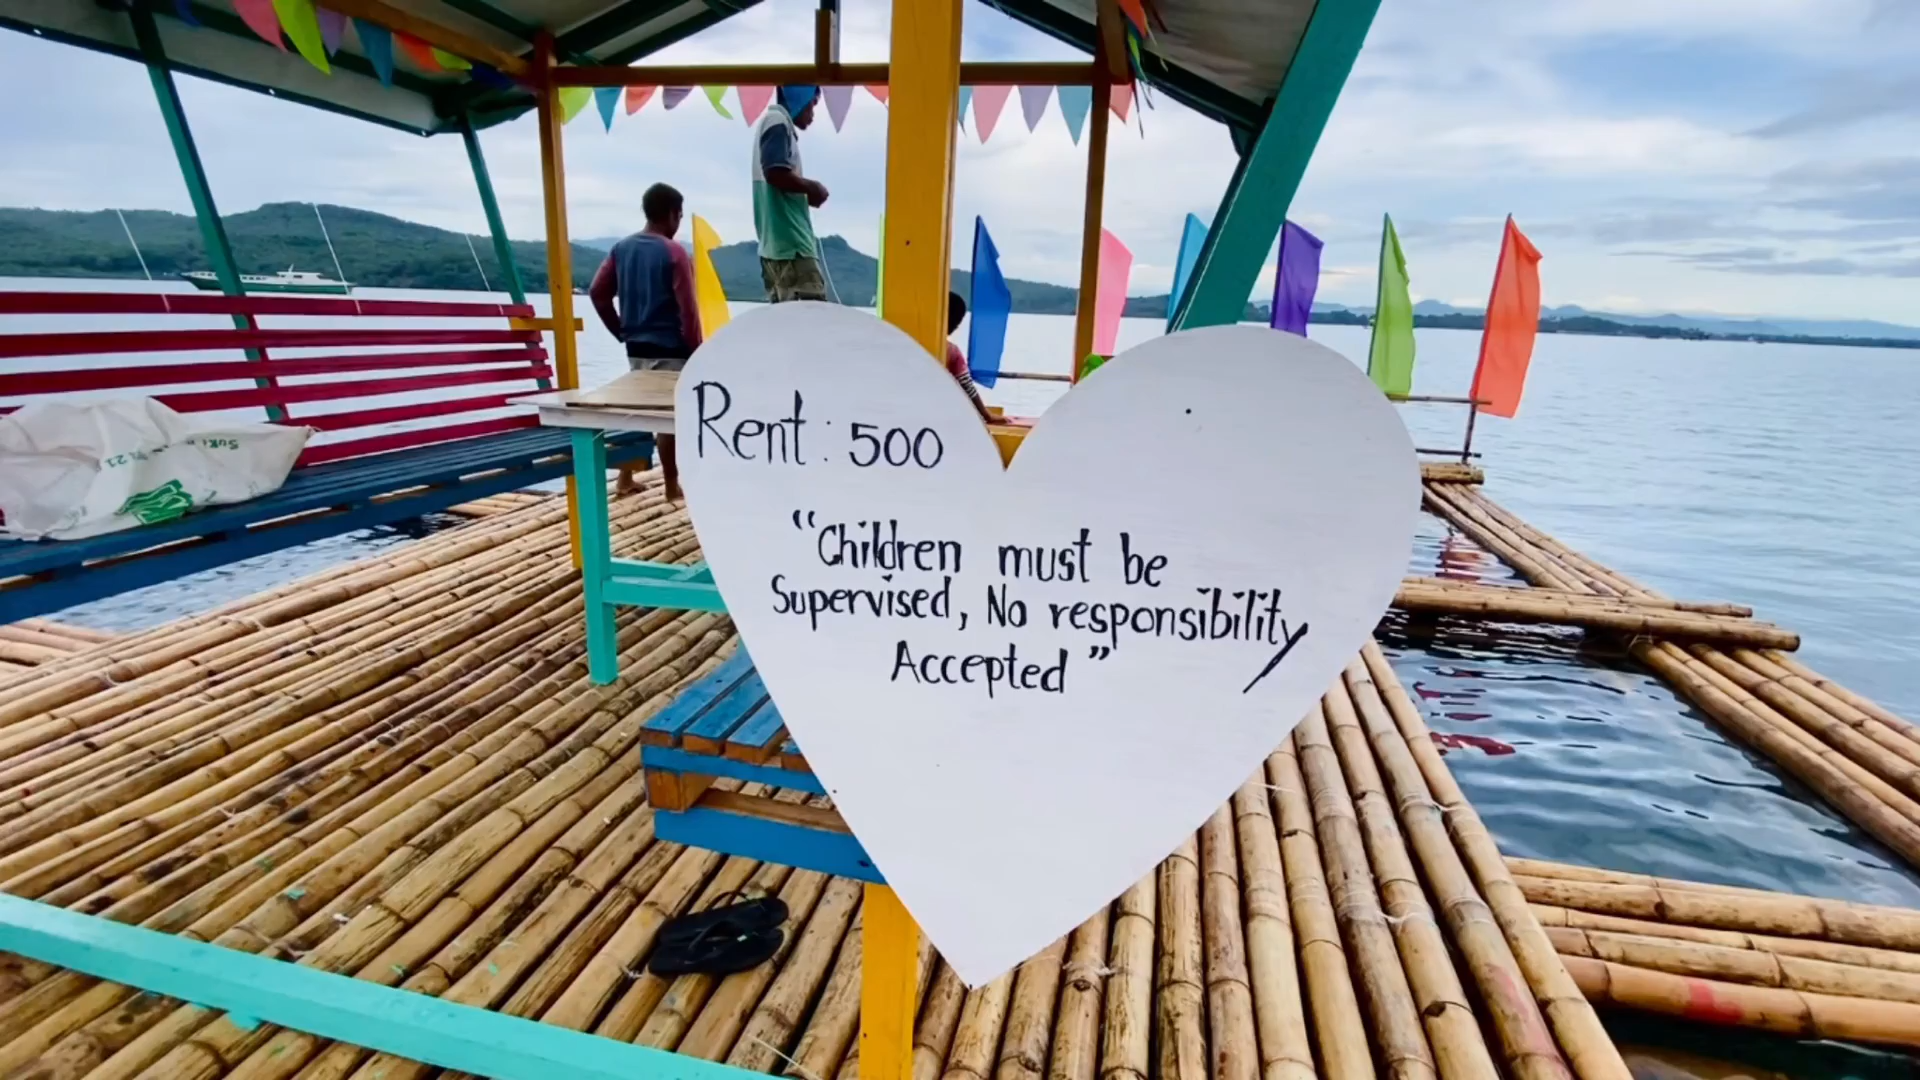 Rent : 500
"Children must be
Supervised, No responsibility
Accepted"